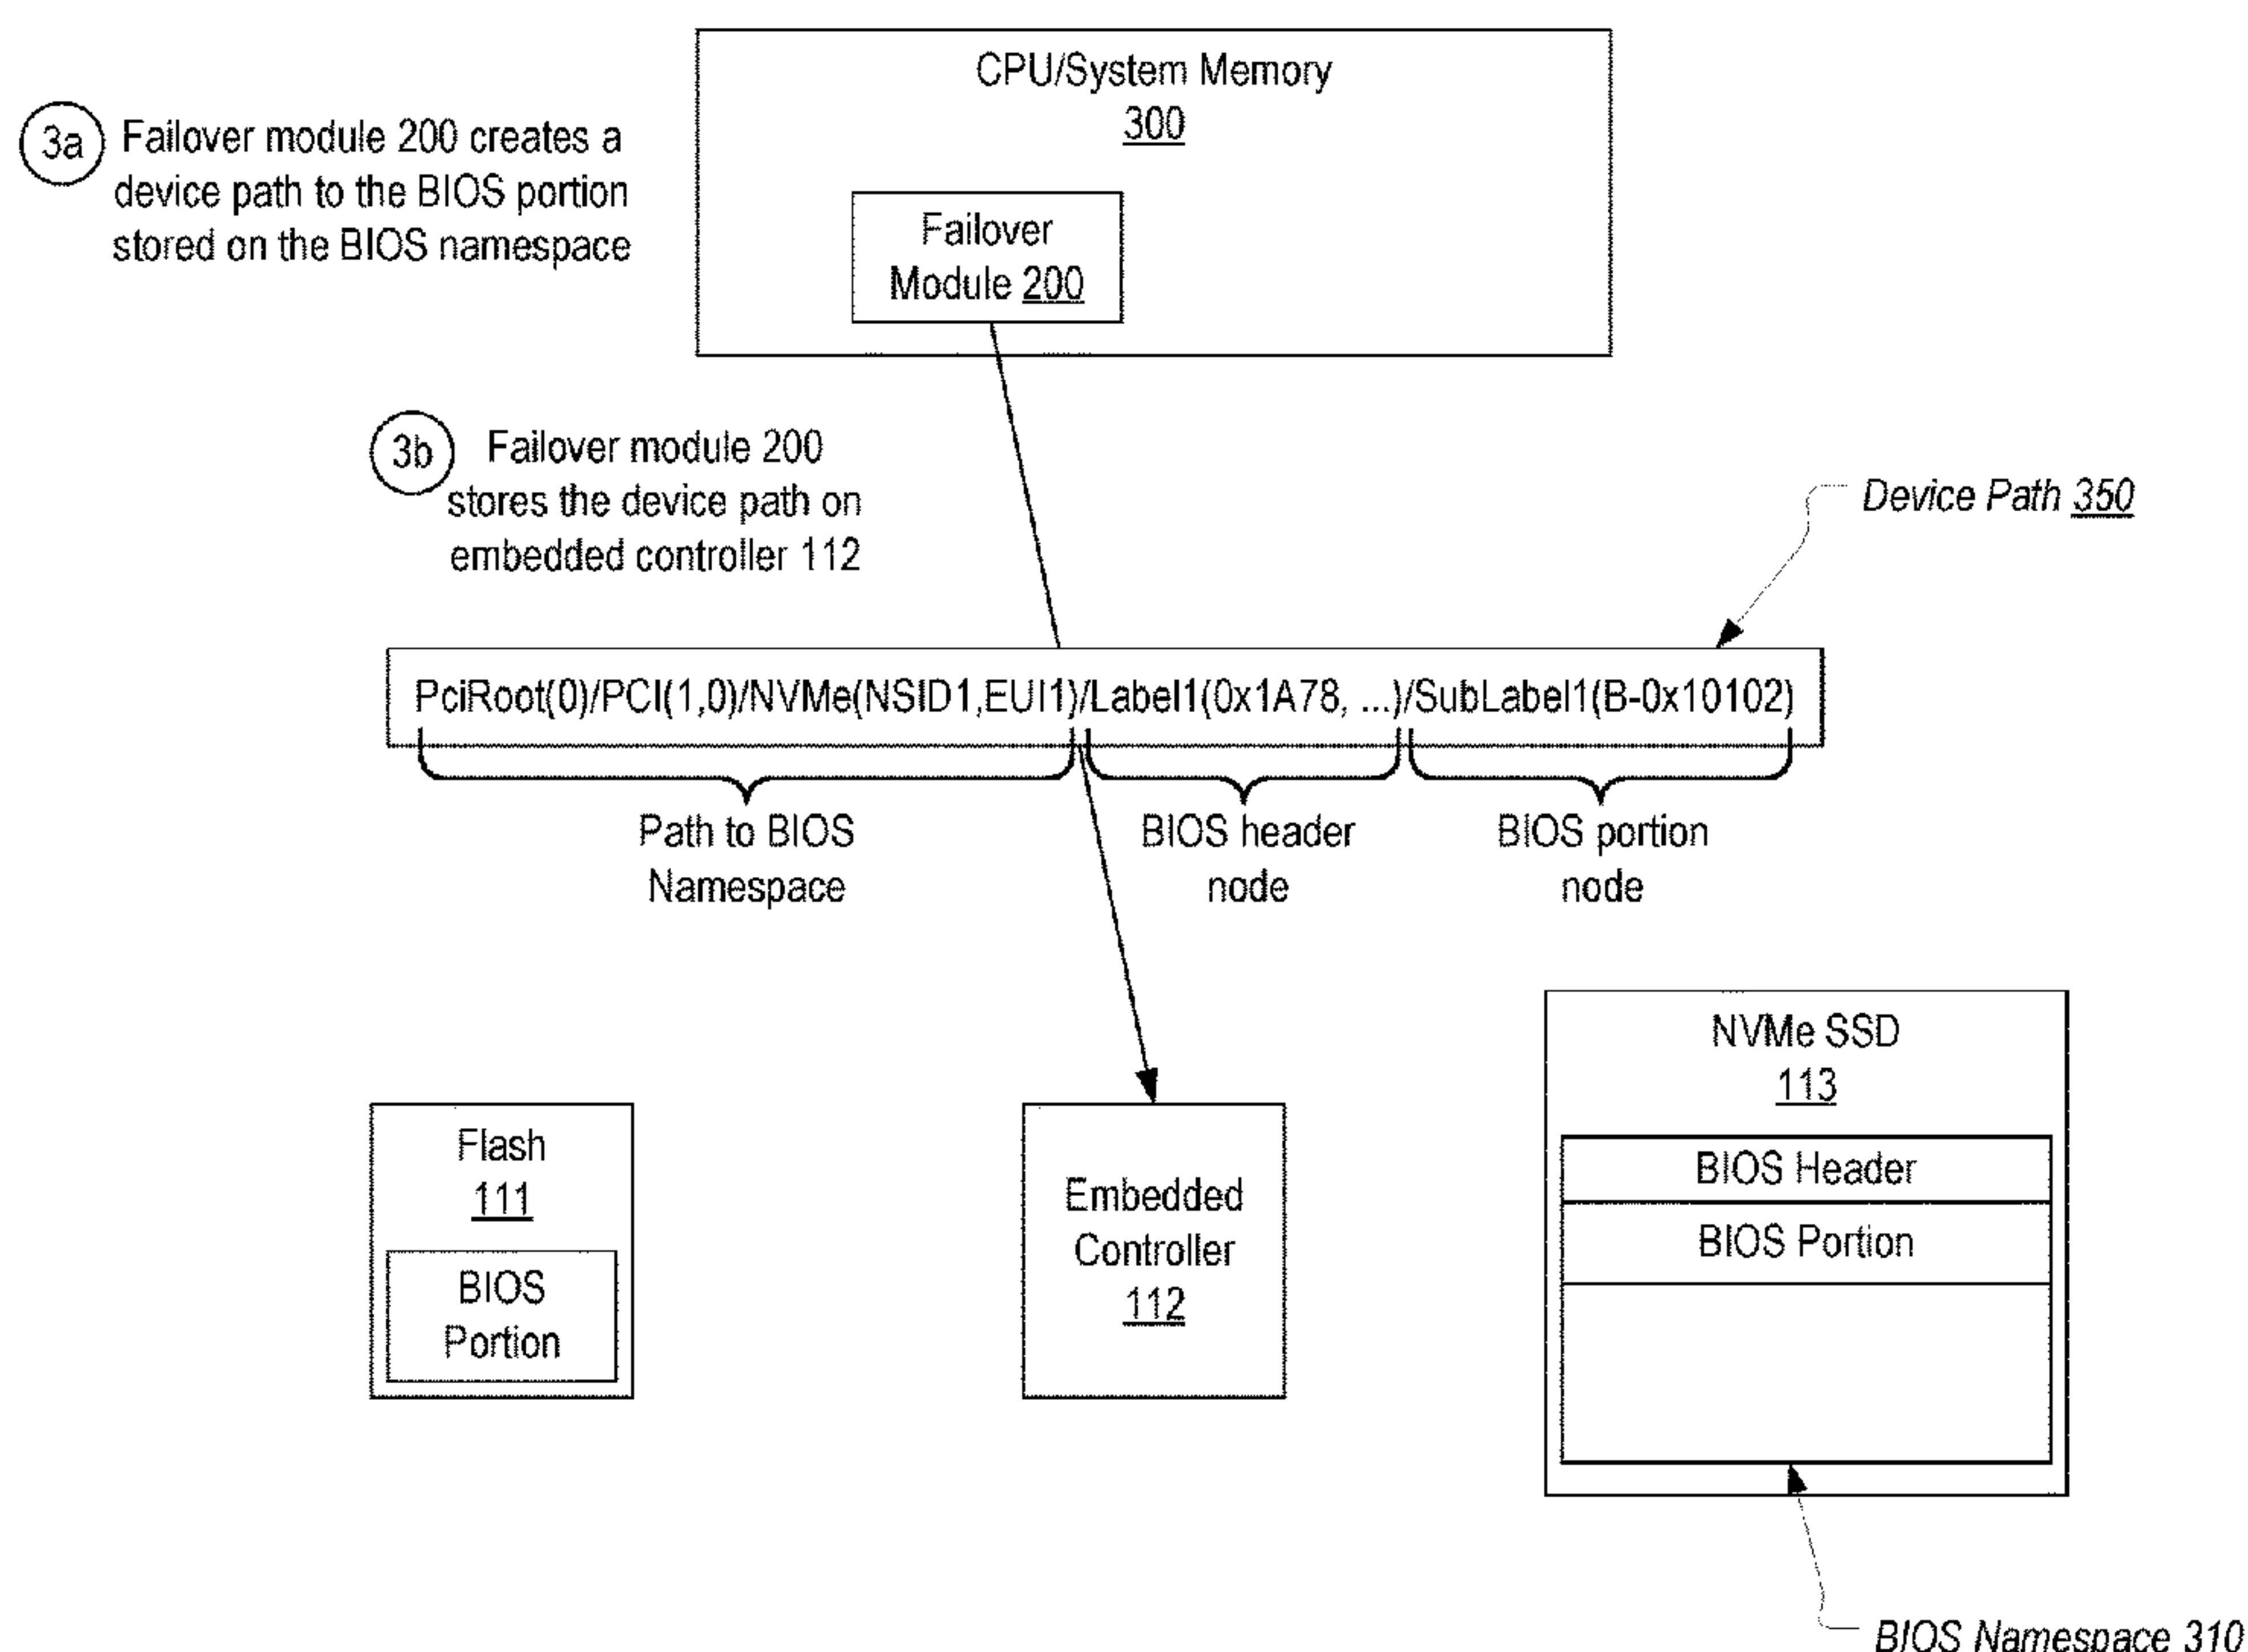 CPU/System Memory
300
3a
Failover module 200 creates a
device path to the BIOS portion
stored on the BIOS namespace
Failover
Module 200
3b
Failover module 200
stores the device path on
embedded controller 112
Device Path 350
PciRoot(0)/PCI(1,0)/NVMe(NSID1,EUI1)/Label1(0x1A78, ...)/SubLabel1(B-0x10102)
Path to BIOS
Namespace
BIOS header
node
BIOS portion
node
Flash
111
BIOS
Portion
Embedded
Controller
112
NVMe SSD
113
BIOS Header
BIOS Portion
BIOS Namespace 310